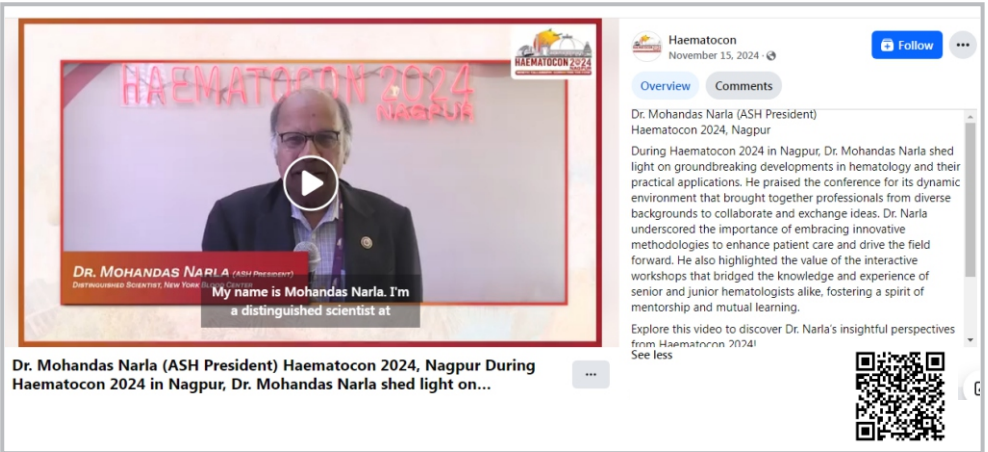 HAEMATOCON 2024
NAGPUR
HAEMATOCON 2024
NAGPUR
DR. MOHANDAS NARLA (ASH PRESIDENT)
DISTINGUISHED SCIENTIST, NEW YORK BLOOD CENTER
My name is Mohandas Narla. I'm
a distinguished scientist at
Dr. Mohandas Narla (ASH President) Haematocon 2024, Nagpur During
Haematocon 2024 in Nagpur, Dr. Mohandas Narla shed light on...
Haematocon
November 15, 2024 ·
Follow
Overview
Comments
Dr. Mohandas Narla (ASH President)
Haematocon 2024, Nagpur
During Haematocon 2024 in Nagpur, Dr. Mohandas Narla shed
light on groundbreaking developments in hematology and their
practical applications. He praised the conference for its dynamic
environment that brought together professionals from diverse
backgrounds to collaborate and exchange ideas. Dr. Narla
underscored the importance of embracing innovative
methodologies to enhance patient care and drive the field
forward. He also highlighted the value of the interactive
workshops that bridged the knowledge and experience of
senior and junior hematologists alike, fostering a spirit of
mentorship and mutual learning.
Explore this video to discover Dr. Narla's insightful perspectives
from Haematocon 2024!
See less